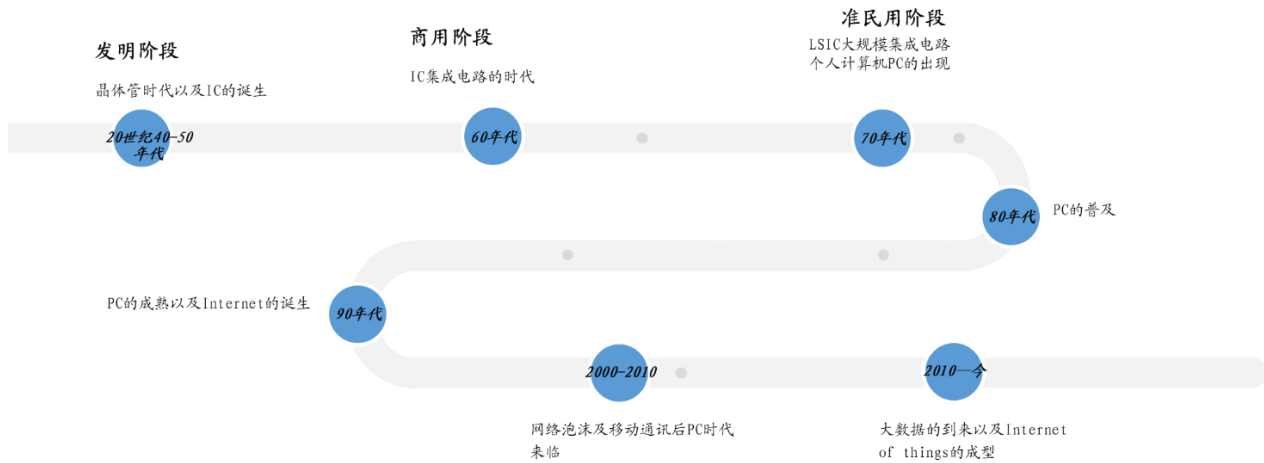 发明阶段
晶体管时代以及IC的诞生
20世纪40-50
年代
商用阶段
IC集成电路的时代
60年代
准民用阶段
LSIC大规模集成电路
个人计算机PC的出现
70年代
80年代
PC的普及
PC的成熟以及Internet的诞生
90年代
2000-2010
网络泡沫及移动通讯后PC时代
来临
2010一今
大数据的到来以及Internet
of things的成型